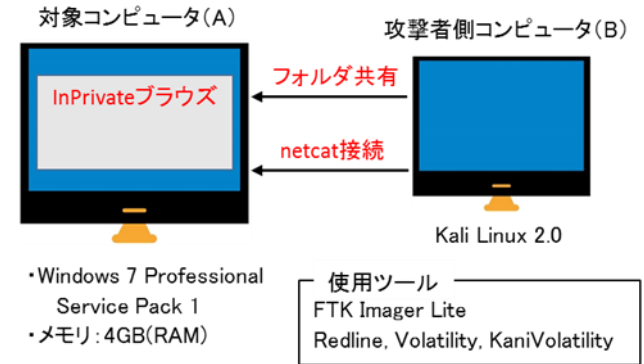 対象コンピュータ(A)
攻撃者側コンピュータ(B)
InPrivateブラウズ
フォルダ共有
netcat接続
Kali Linux 2.0
・Windows 7 Professional
Service Pack 1
・メモリ:4GB(RAM)
使用ツール
FTK Imager Lite
Redline, Volatility, KaniVolatility